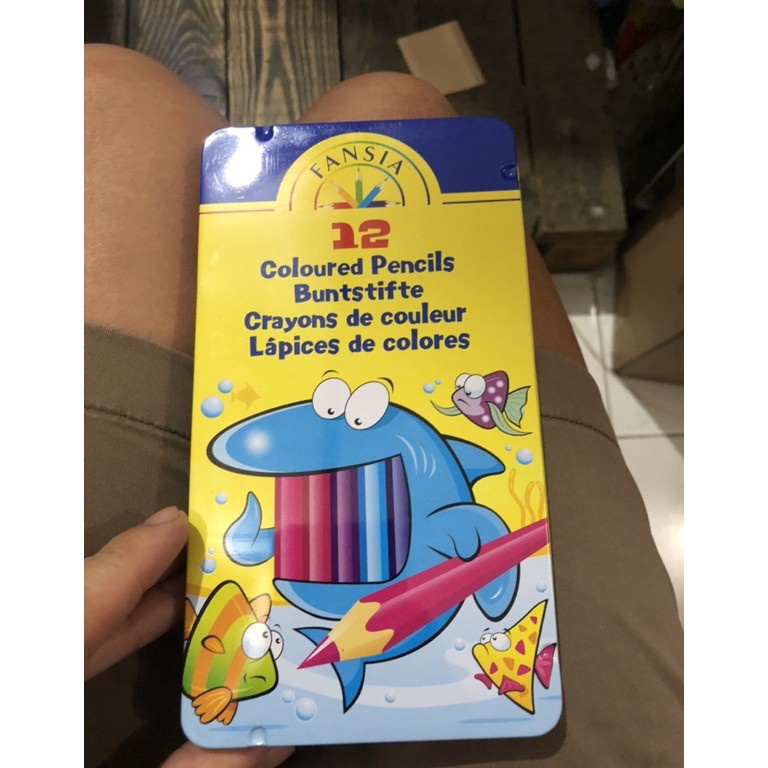 FANSIA
12
Coloured Pencils
Buntstifte
Crayons de couleur
Lápices de colores